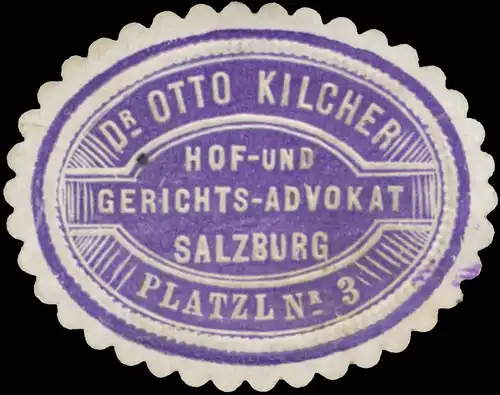 DR OTTO KILCHER
HOF-UND
GERICHTS-ADVOKAT
SALZBURG
PLATZL NR 3